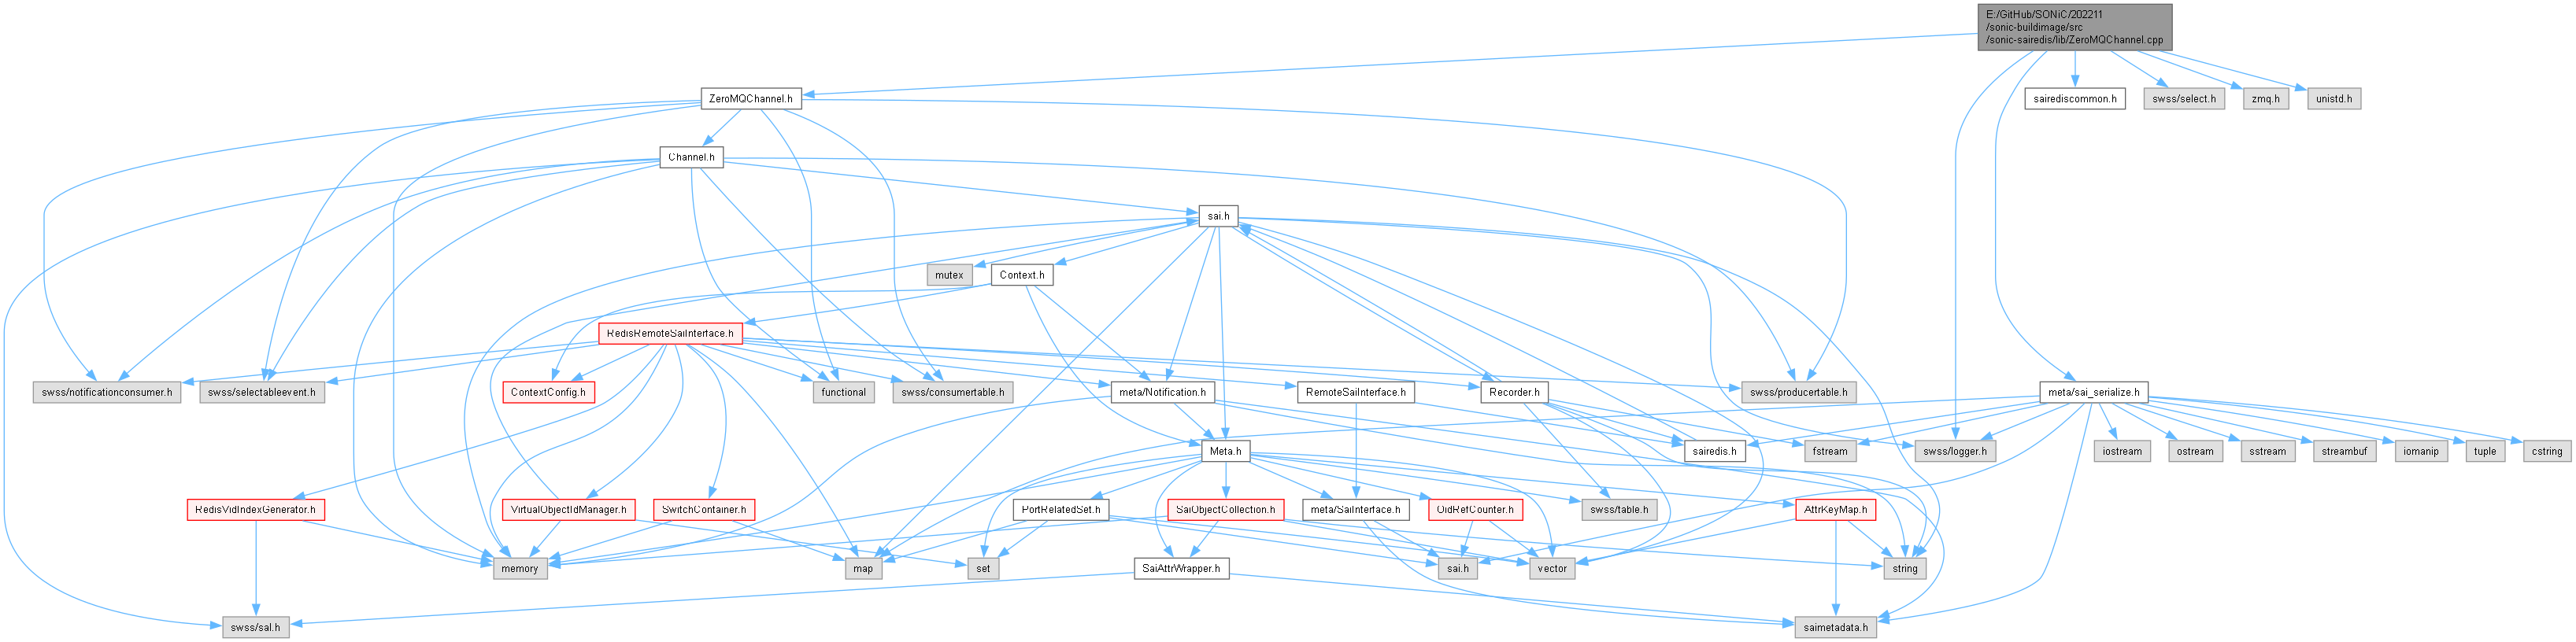 E:/GitHub/SONiC/202211
/sonic-buildimage/src
/sonic-sairedis/lib/ZeroMQChannel.cpp
ZeroMQChannel.h
sairediscommon.h
swss/select.h
zmq.h
unistd.h
Channel.h
sai.h
mutex
Context.h
RedisRemoteSaiInterface.h
swss/notificationconsumer.h
swss/selectableevent.h
ContextConfig.h
functional
swss/consumertable.h
meta/Notification.h
RemoteSaiInterface.h
Recorder.h
swss/producertable.h
meta/sai_serialize.h
Meta.h
sairedis.h
fstream
swss/logger.h
iostream
ostream
sstream
streambuf
iomanip
tuple
cstring
RedisVidIndexGenerator.h
VirtualObjectIdManager.h
SwitchContainer.h
PortRelatedSet.h
SaiObjectCollection.h
meta/SaiInterface.h
OidRefCounter.h
swss/table.h
AttrKeyMap.h
memory
map
set
SaiAttrWrapper.h
sai.h
vector
string
swss/sal.h
saimetadata.h